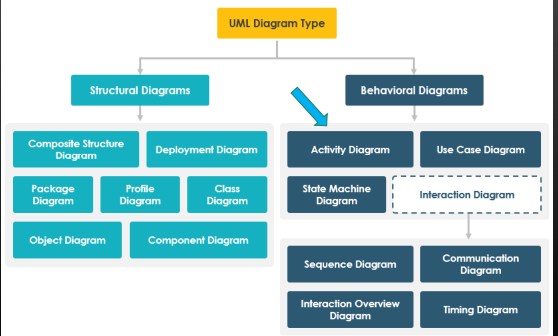 UML Diagram Type
Structural Diagrams
Behavioral Diagrams
Composite Structure
Diagram
Deployment Diagram
Package
Diagram
Profile
Diagram
Class
Diagram
Object Diagram
Component Diagram
Activity Diagram
Use Case Diagram
State Machine
Diagram
Interaction Diagram
Sequence Diagram
Communication
Diagram
Interaction Overview
Diagram
Timing Diagram